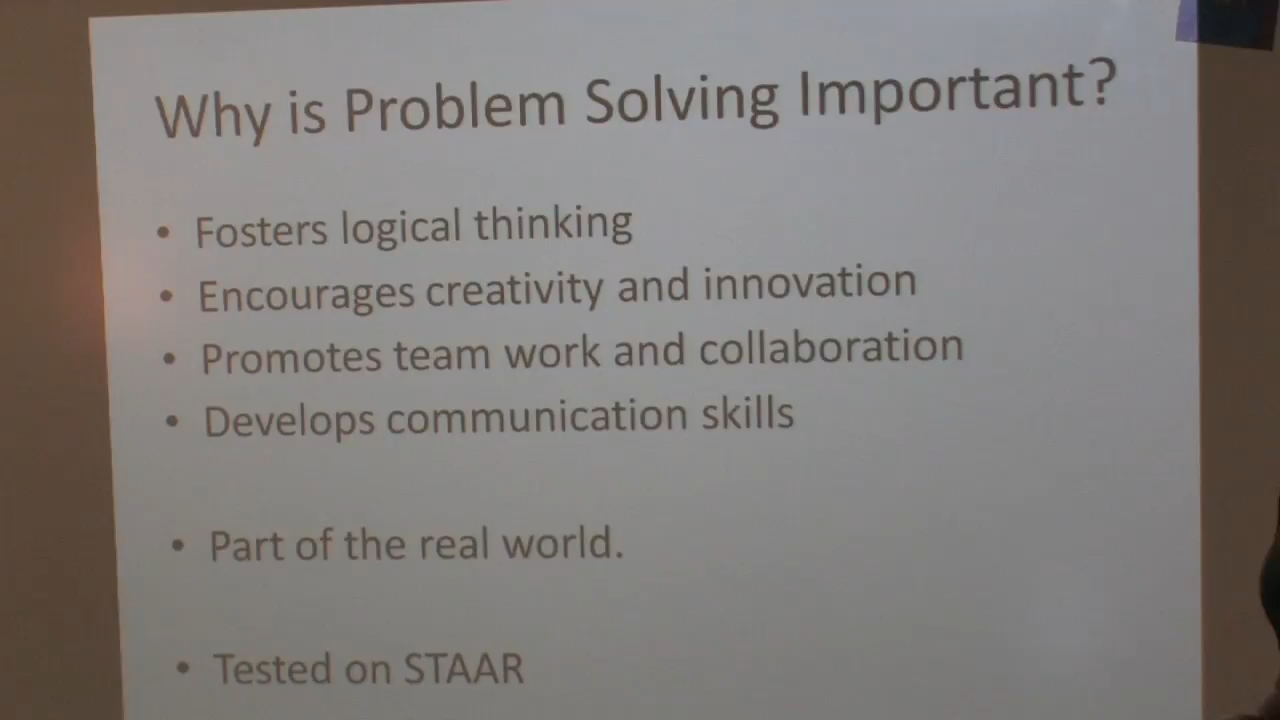 Why is Problem Solving Important?
• Fosters logical thinking
• Encourages creativity and innovation
• Promotes team work and collaboration
• Develops communication skills
• Part of the real world.
• Tested on STAAR